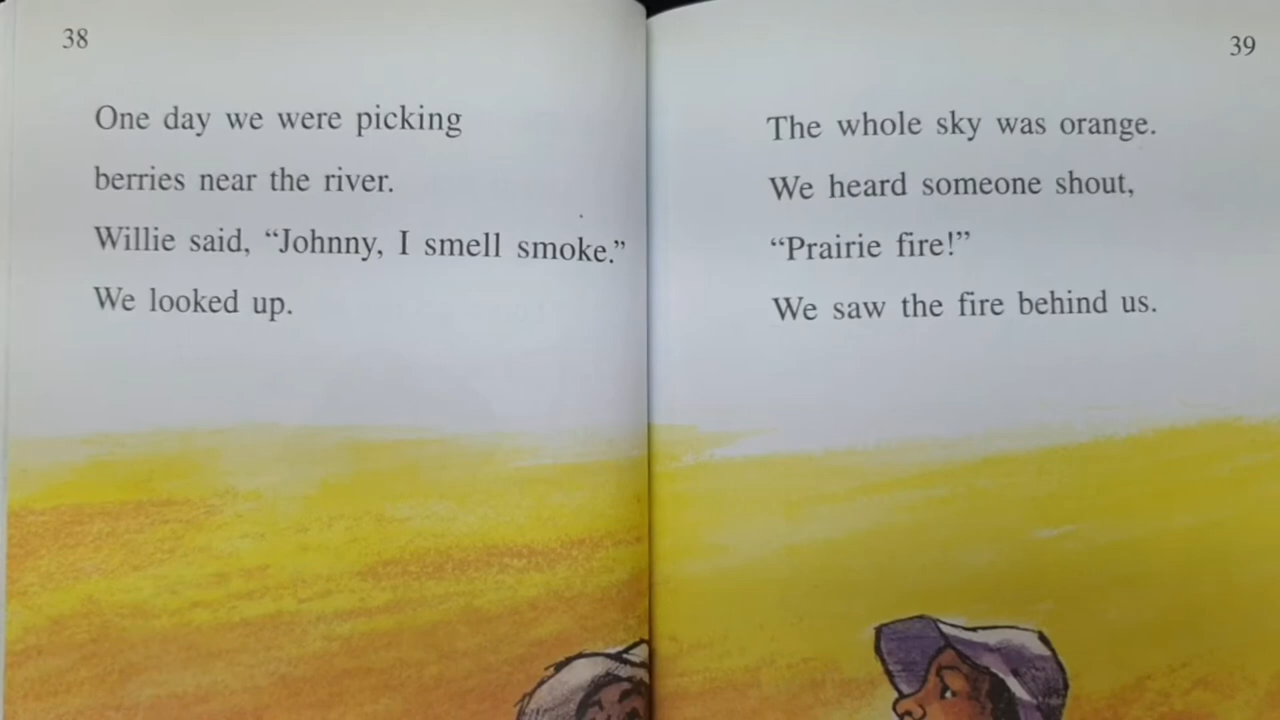 38
One day we were picking
berries near the river.
Willie said, “Johnny, I smell smoke.”
We looked up.
39
The whole sky was orange.
We heard someone shout,
“Prairie fire!”
We saw the fire behind us.